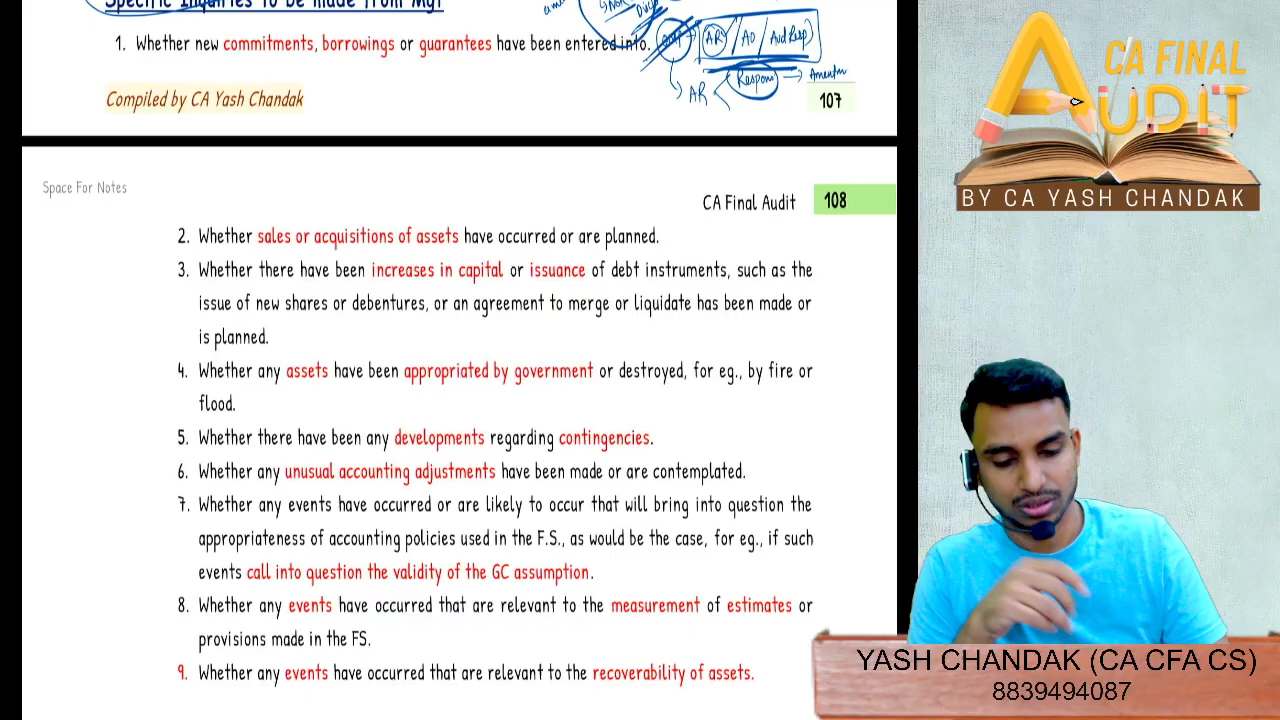 Specific Inquiries to be made from Mgt
1. Whether new commitments, borrowings or guarantees have been entered into.
AR / AO / Aud Resp
Respons
AR
Compiled by CA Yash Chandak
107
Space For Notes
CA Final Audit 108
2. Whether sales or acquisitions of assets have occurred or are planned.
3. Whether there have been increases in capital or issuance of debt instruments, such as the
issue of new shares or debentures, or an agreement to merge or liquidate has been made or
is planned.
4. Whether any assets have been appropriated by government or destroyed, for eg., by fire or
flood.
5. Whether there have been any developments regarding contingencies.
6. Whether any unusual accounting adjustments have been made or are contemplated.
7. Whether any events have occurred or are likely to occur that will bring into question the
appropriateness of accounting policies used in the F.S., as would be the case, for eg., if such
events call into question the validity of the GC assumption.
8. Whether any events have occurred that are relevant to the measurement of estimates or
provisions made in the FS.
9. Whether any events have occurred that are relevant to the recoverability of assets.
CA FINAL
AUDIT
BY CA YASH CHANDAK
YASH CHANDAK (CA CFA CS)
8839494087